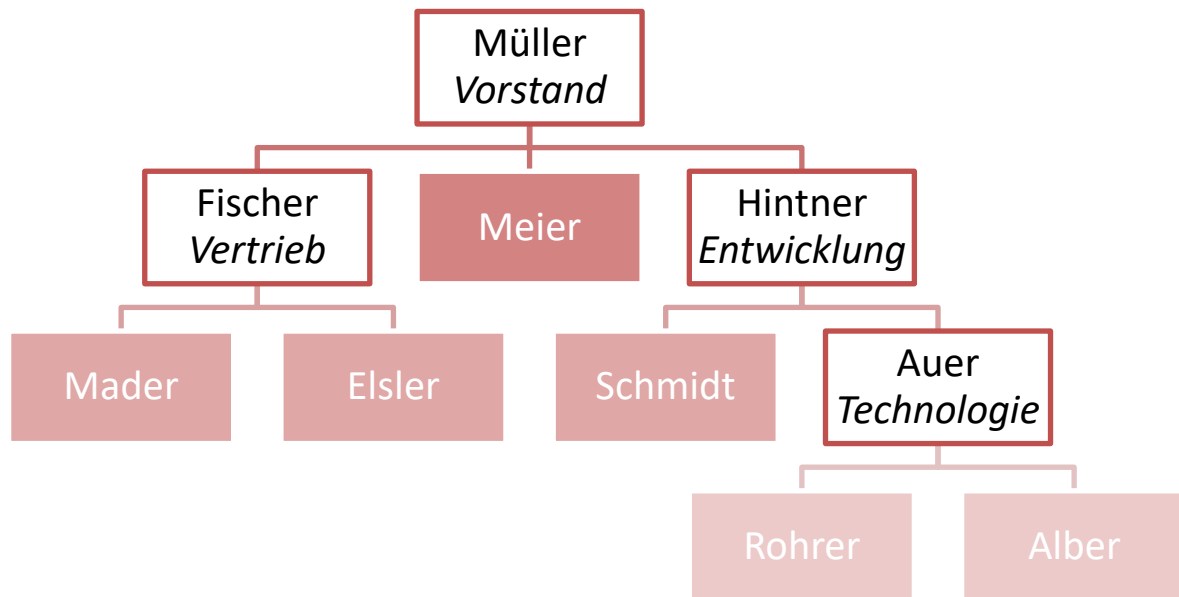 Müller
Vorstand
Fischer
Vertrieb
Meier
Hintner
Entwicklung
Mader
Elsler
Schmidt
Auer
Technologie
Rohrer
Alber